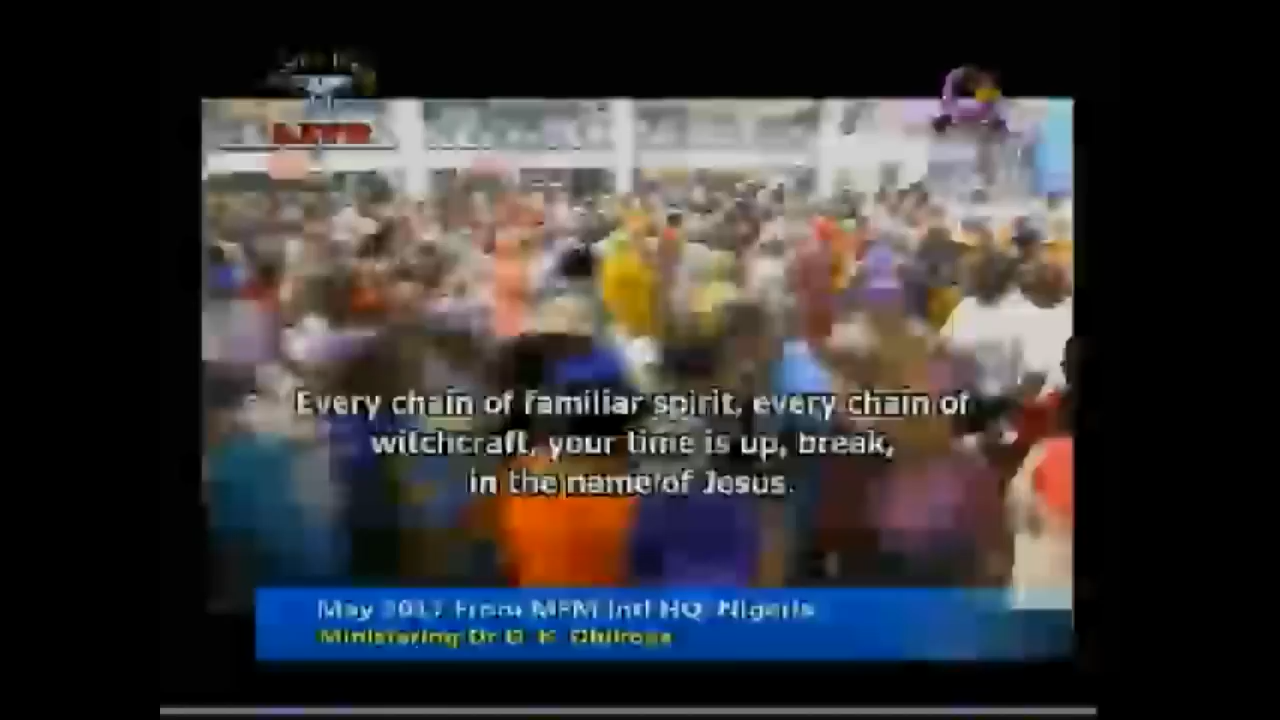 LIVE
Every chain of familiar spirit, every chain of
witchcraft, your time is up, break,
in the name of Jesus.
May 2017 From MFM Intl HQ, Nigeria
Ministering Dr D. K.